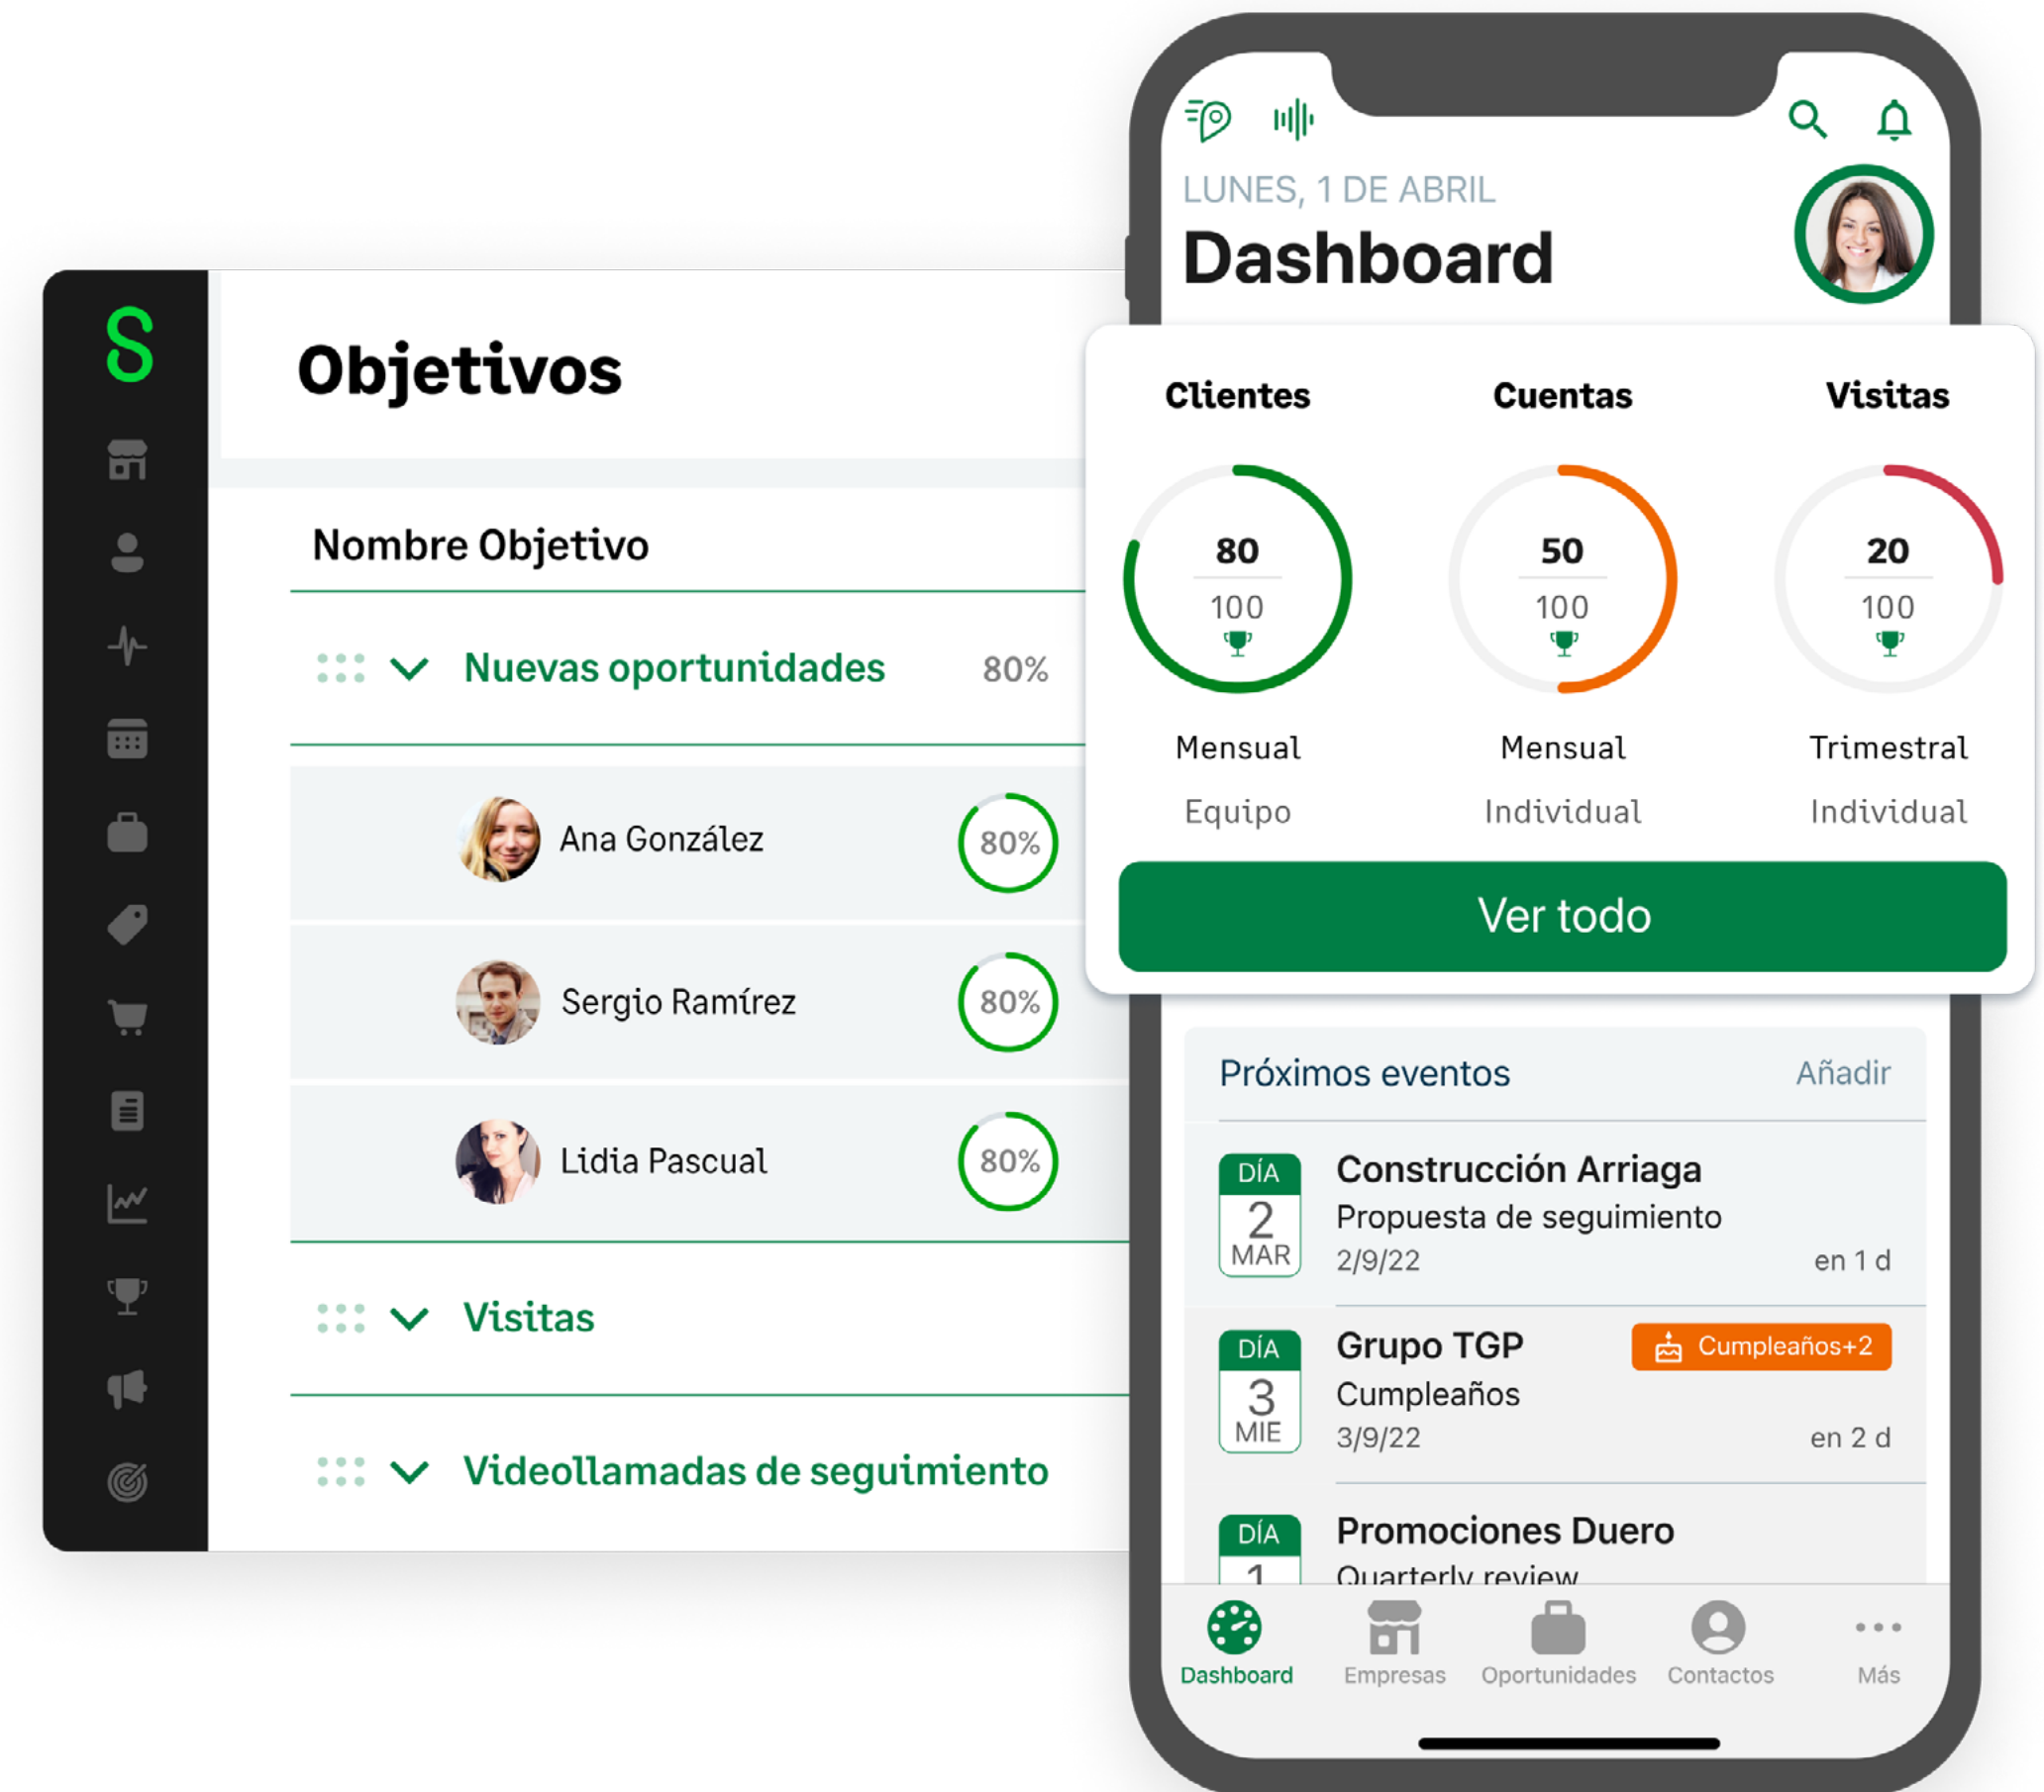 Objetivos
Nombre Objetivo
Nuevas oportunidades 80%
Ana González 80%
Sergio Ramírez 80%
Lidia Pascual 80%
Visitas
Videollamadas de seguimiento
LUNES, 1 DE ABRIL
Dashboard
Clientes Cuentas Visitas
80 50 20
100 100 100
Mensual Mensual Trimestral
Equipo Individual Individual
Ver todo
Próximos eventos Añadir
DÍA
2
MAR
Construcción Arriaga
Propuesta de seguimiento
2/9/22 en 1 d
DÍA
3
MIE
Grupo TGP Cumpleaños+2
Cumpleaños
3/9/22 en 2 d
DÍA
1
Promociones Duero
Quarterly review
Dashboard Empresas Oportunidades Contactos Más